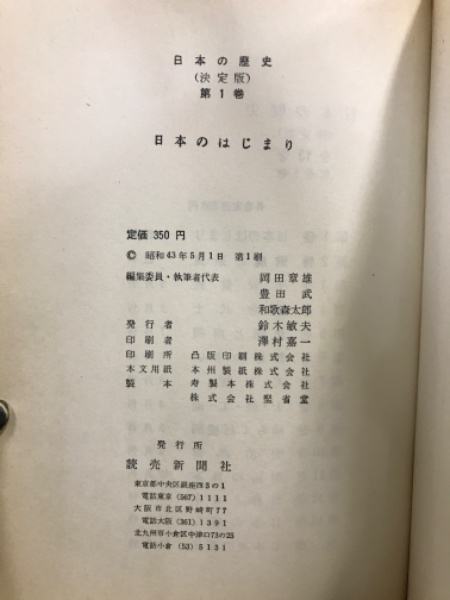 日本の歴史
(決定版)
第1巻
日本のはじまり
定価 350 円
© 昭和43年5月1日 第1刷
編集委員・執筆者代表 岡田章雄
豊田武
和歌森太郎
発行者 鈴木敏夫
印刷者 澤村嘉一
印刷所 凸版印刷株式会社
本文用紙 本州製紙株式会社
製本 寿製本株式会社
株式会社堅省堂
発行所
読売新聞社
東京都中央区銀座西3の1
電話東京 (567) 1111
大阪市北区野崎町77
電話大阪 (361) 1391
北九州市小倉区中津口73の25
電話小倉 (53) 5131